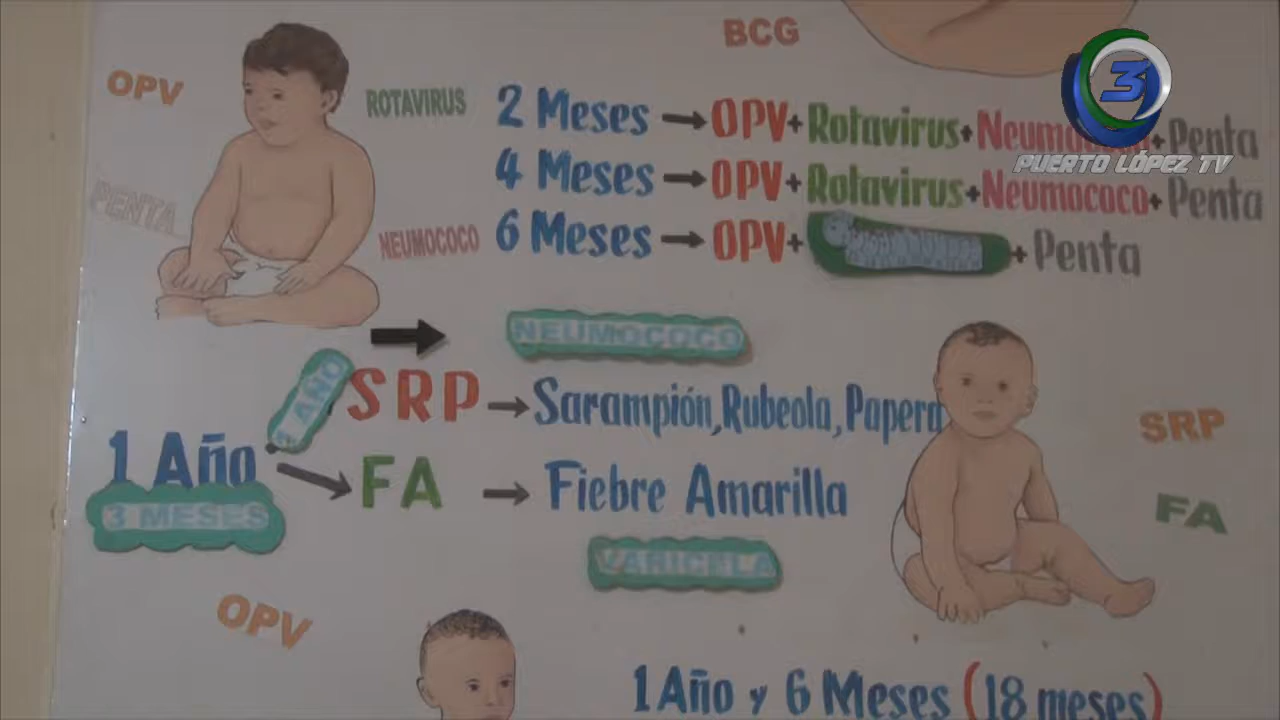 BCG
3
PUERTO LÓPEZ TV
OPV
ROTAVIRUS
PENTA
NEUMOCOCO
2 Meses → OPV + Rotavirus + Neumococo + Penta
4 Meses → OPV + Rotavirus + Neumococo + Penta
6 Meses → OPV + + Penta
NEUMOCOCO
1 AÑO
SRP → Sarampión, Rubeola, Papera
1 Año
3 MESES
FA → Fiebre Amarilla
VARICELA
SRP
FA
OPV
1 Año y 6 Meses (18 meses)